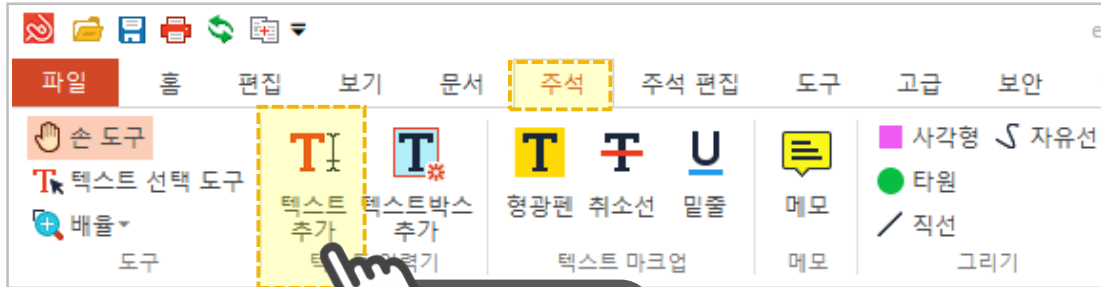 파일 홈 편집 보기 문서 주석 주석 편집 도구 고급 보안
손 도구
텍스트 선택 도구
배율
도구
텍스트
추가
텍스트박스
추가
형광펜 취소선 밑줄
텍스트 마크업
메모
메모
사각형 자유선
타원
직선
그리기